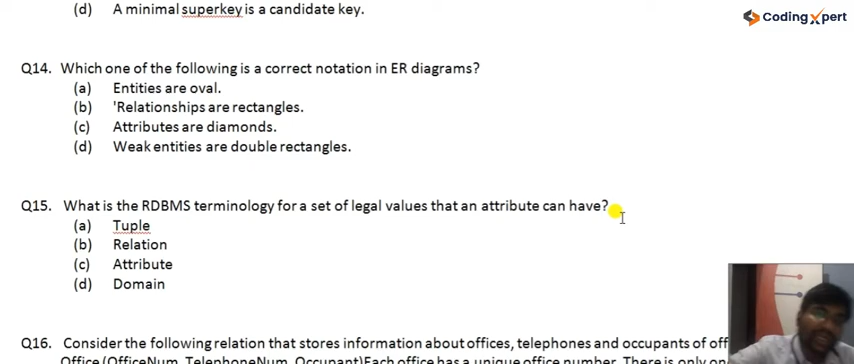 (d) A minimal superkey is a candidate key.
CodingXpert
Q14. Which one of the following is a correct notation in ER diagrams?
(a) Entities are oval.
(b) 'Relationships are rectangles.
(c) Attributes are diamonds.
(d) Weak entities are double rectangles.
Q15. What is the RDBMS terminology for a set of legal values that an attribute can have?
(a) Tuple
(b) Relation
(c) Attribute
(d) Domain
Q16. Consider the following relation that stores information about offices, telephones and occupants of
Office (OfficeNum, TelephoneNum, Occupant)Each office has a unique office number. There is only